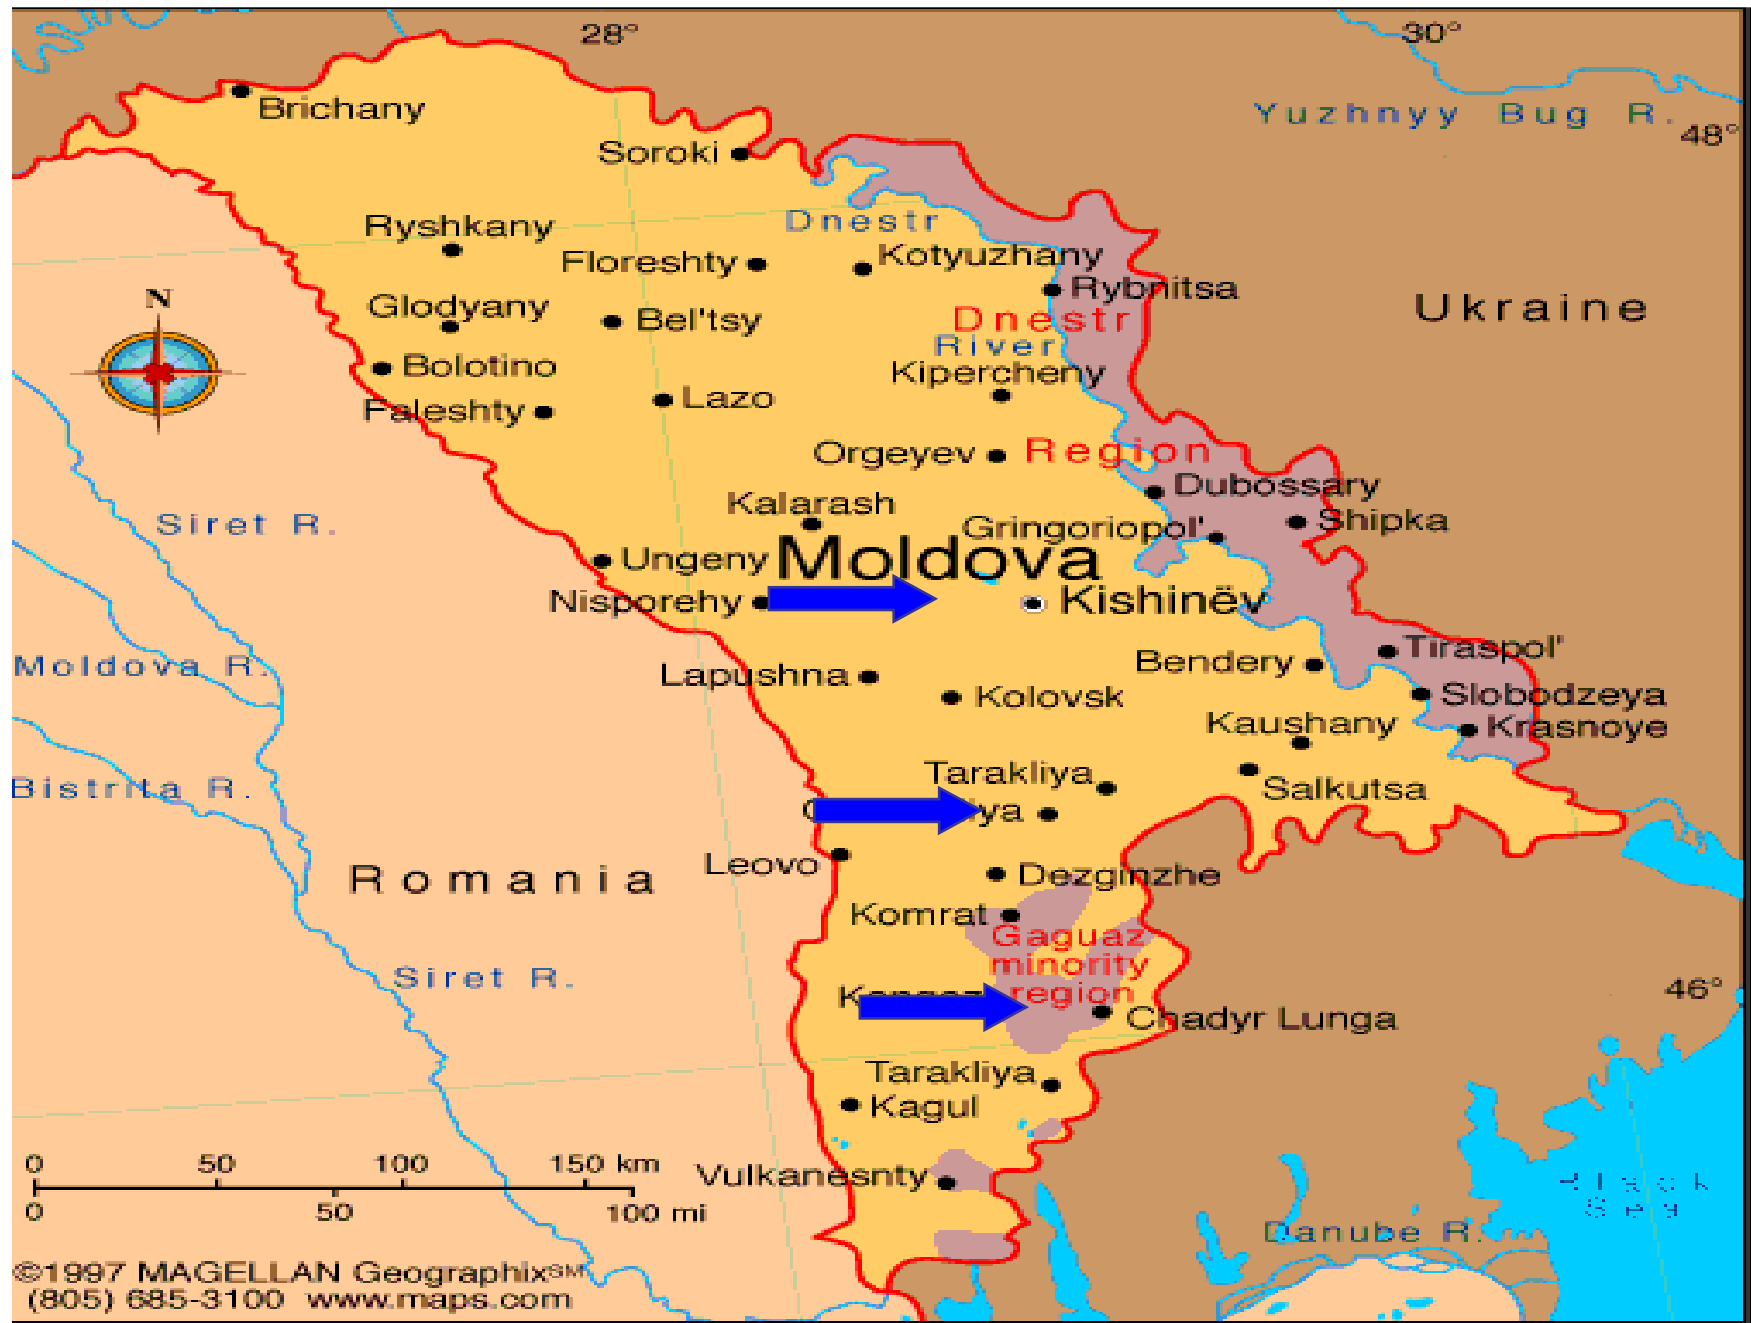 28°
30°
Brichany
Yuzhnyy Bug R.
48°
Soroki
Dnestr
Ryshkany
Kotyuzhany
Floreshty
Rybnitsa
N
Glodyany
Bel'tsy
Dnestr
Ukraine
River
Bolotino
Kipercheny
Lazo
Faleshty
Orgeyev
Region
Dubossary
Kalarash
Shipka
Siret R.
Gringoriopol'
Ungeny
Moldova
Nisporehy
Kishinëv
Tiraspol'
Moldova R.
Bendery
Lapushna
Kolovsk
Slobodzeya
Kaushany
Krasnoye
Tarakliya
Bistrita R.
Salkutsa
Leovo
Romania
Dezginzhe
Komrat
Gaguaz
minority
region
Siret R.
46°
Chadyr Lunga
Tarakliya
Kagul
0 50 100 150 km
Vulkanesnty
Black
Sea
0 50 100 mi
Danube R.
©1997 MAGELLAN Geographix℠
(805) 685-3100 www.maps.com